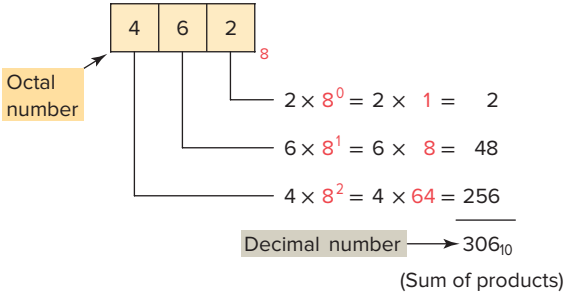 4 6 2
8
Octal
number
2 × 8⁰ = 2 × 1 = 2
6 × 8¹ = 6 × 8 = 48
4 × 8² = 4 × 64 = 256
Decimal number 306₁₀
(Sum of products)